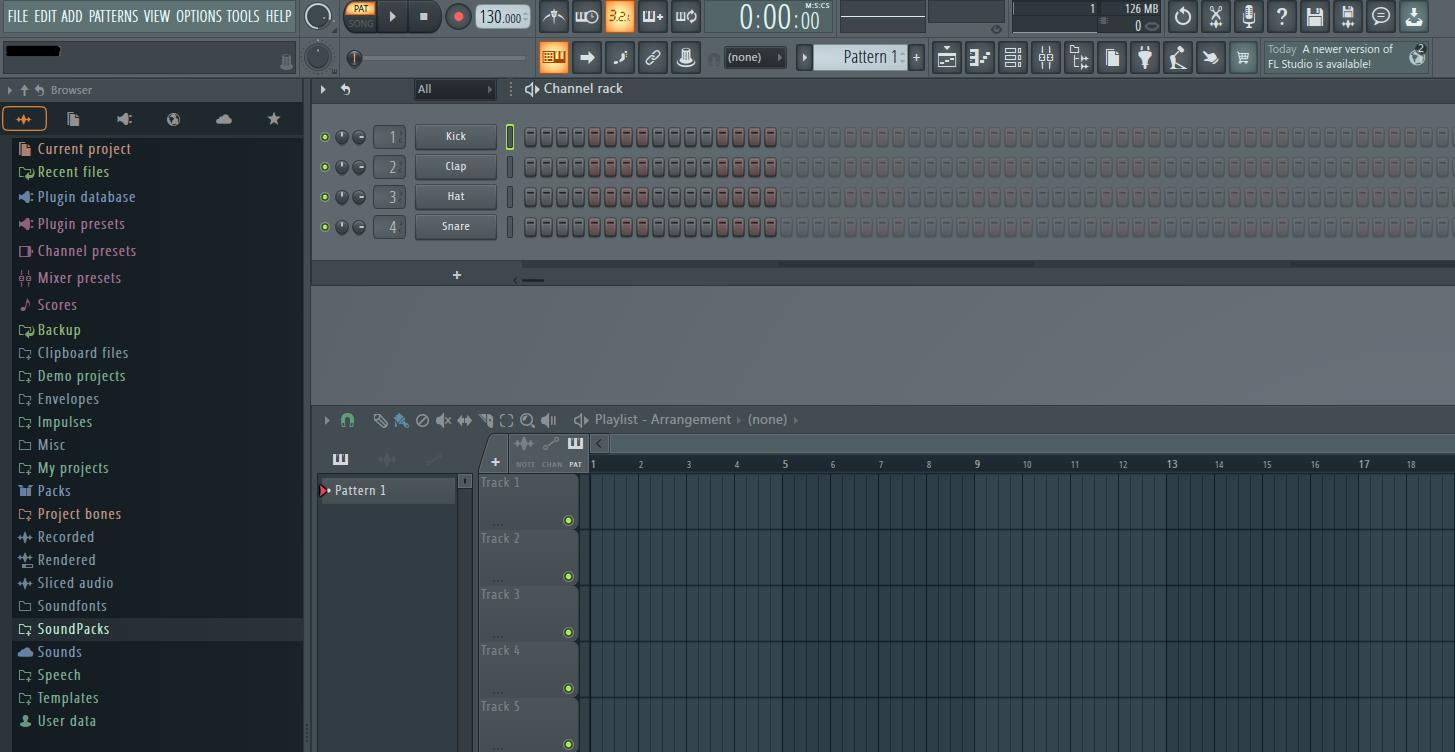 FILE EDIT ADD PATTERNS VIEW OPTIONS TOOLS HELP
PAT
SONG
130.000
3.2.
0:00:00
M:S:CS
1
126 MB
0
(none)
Pattern 1
+
Today A newer version of
FL Studio is available!
2
Browser
All
Channel rack
Current project
Recent files
Plugin database
Plugin presets
Channel presets
Mixer presets
Scores
Backup
Clipboard files
Demo projects
Envelopes
Impulses
Misc
My projects
Packs
Project bones
Recorded
Rendered
Sliced audio
Soundfonts
SoundPacks
Sounds
Speech
Templates
User data
1 Kick
2 Clap
3 Hat
4 Snare
+
Playlist - Arrangement (none)
+
NOTE CHAN PAT
1 2 3 4 5 6 7 8 9 10 11 12 13 14 15 16 17 18
Pattern 1
Track 1
...
Track 2
...
Track 3
...
Track 4
...
Track 5
...